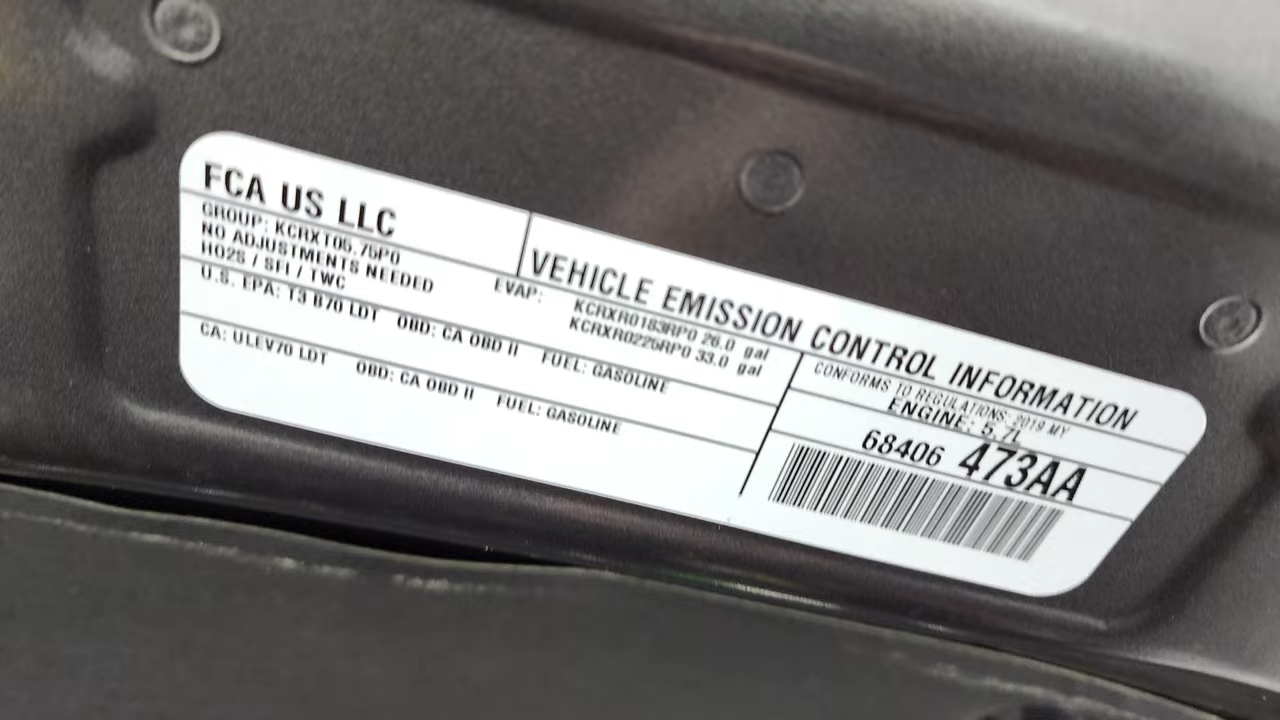 FCA US LLC
VEHICLE EMISSION CONTROL INFORMATION
GROUP: KCRXT05.75P0
NO ADJUSTMENTS NEEDED
HO2S / SFI / TWC
EVAP: KCRXR0183RP0 26.0 gal
KCRXR0225RP0 33.0 gal
CONFORMS TO REGULATIONS: 2019 MY
U.S. EPA: T3 B70 LDT OBD: CA OBD II FUEL: GASOLINE
ENGINE: 5.7L
CA: ULEV70 LDT OBD: CA OBD II FUEL: GASOLINE
68406 473AA